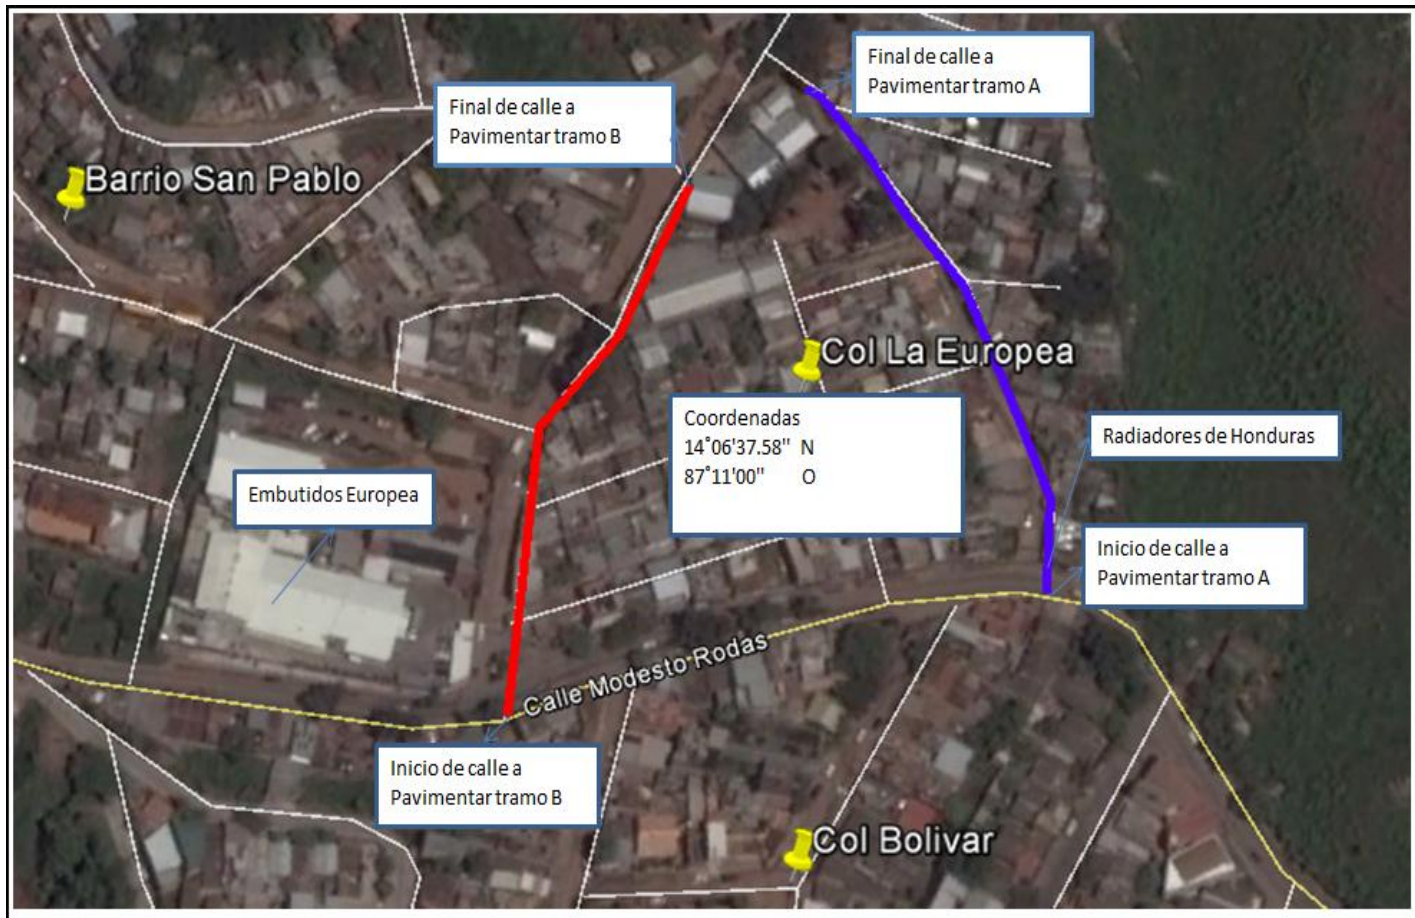 Final de calle a
Pavimentar tramo A
Final de calle a
Pavimentar tramo B
Barrio San Pablo
Col La Europea
Coordenadas
14°06'37.58" N
87°11'00" O
Radiadores de Honduras
Embutidos Europea
Inicio de calle a
Pavimentar tramo A
Calle Modesto Rodas
Inicio de calle a
Pavimentar tramo B
Col Bolivar